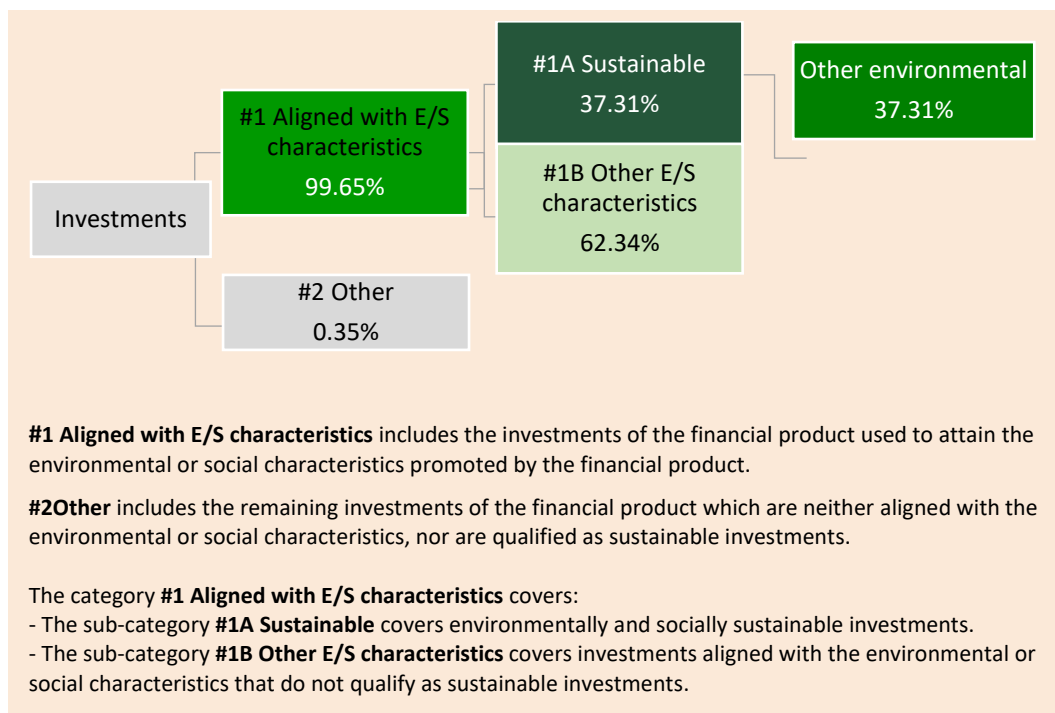 Investments
#1 Aligned with E/S
characteristics
99.65%
#2 Other
0.35%
#1A Sustainable
37.31%
#1B Other E/S
characteristics
62.34%
Other environmental
37.31%
#1 Aligned with E/S characteristics includes the investments of the financial product used to attain the
environmental or social characteristics promoted by the financial product.
#2Other includes the remaining investments of the financial product which are neither aligned with the
environmental or social characteristics, nor are qualified as sustainable investments.
The category #1 Aligned with E/S characteristics covers:
- The sub-category #1A Sustainable covers environmentally and socially sustainable investments.
- The sub-category #1B Other E/S characteristics covers investments aligned with the environmental or
social characteristics that do not qualify as sustainable investments.